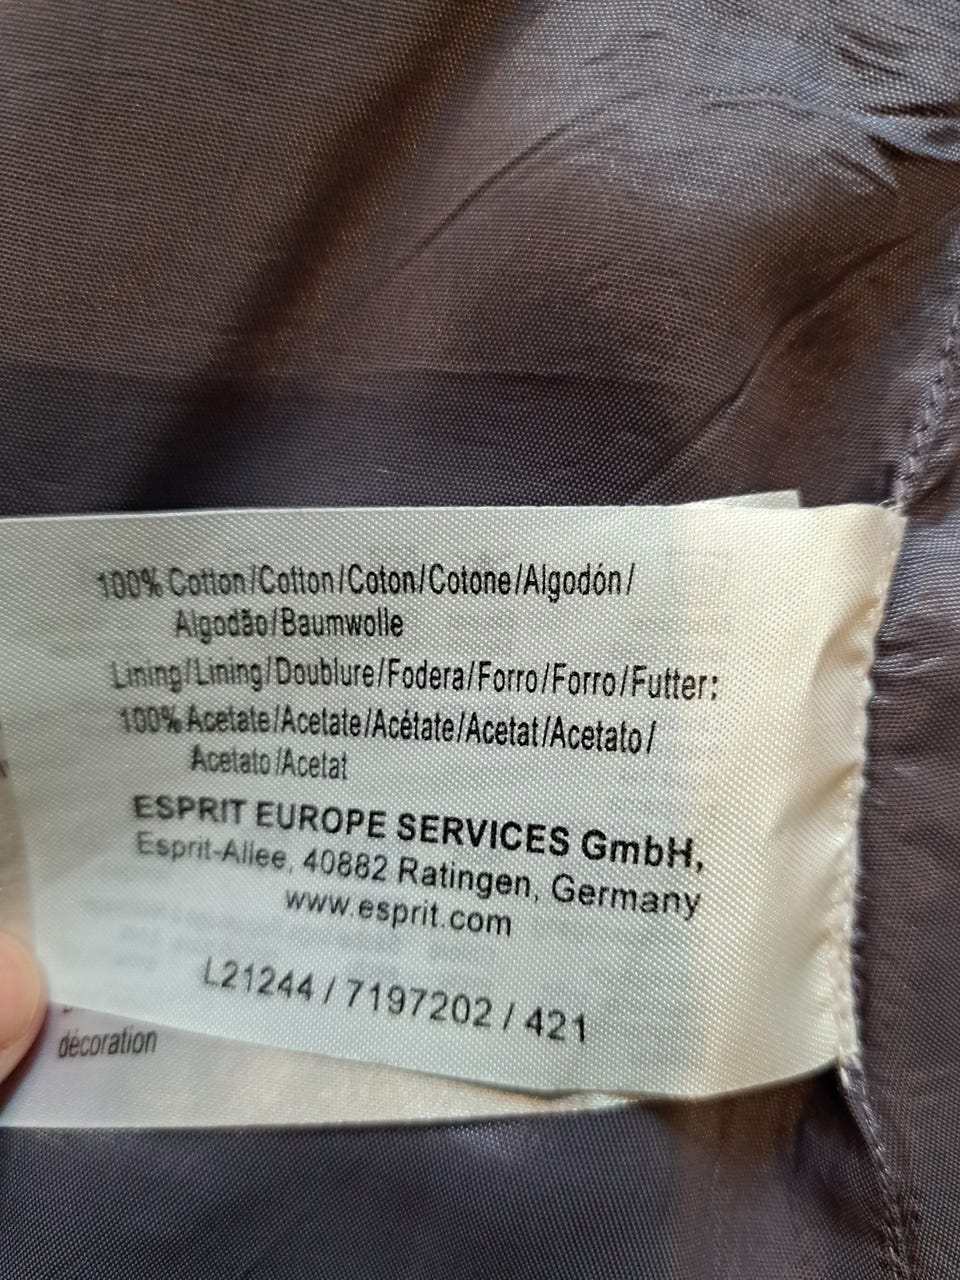 100% Cotton/Cotton/Coton/Cotone/Algodón/
Algodão/Baumwolle
Lining/Lining/Doublure/Fodera/Forro/Forro/Futter:
100% Acetate/Acetate/Acétate/Acetat/Acetato/
Acetato/Acetat
ESPRIT EUROPE SERVICES GmbH,
Esprit-Allee, 40882 Ratingen, Germany
www.esprit.com
L21244 / 7197202 / 421
décoration